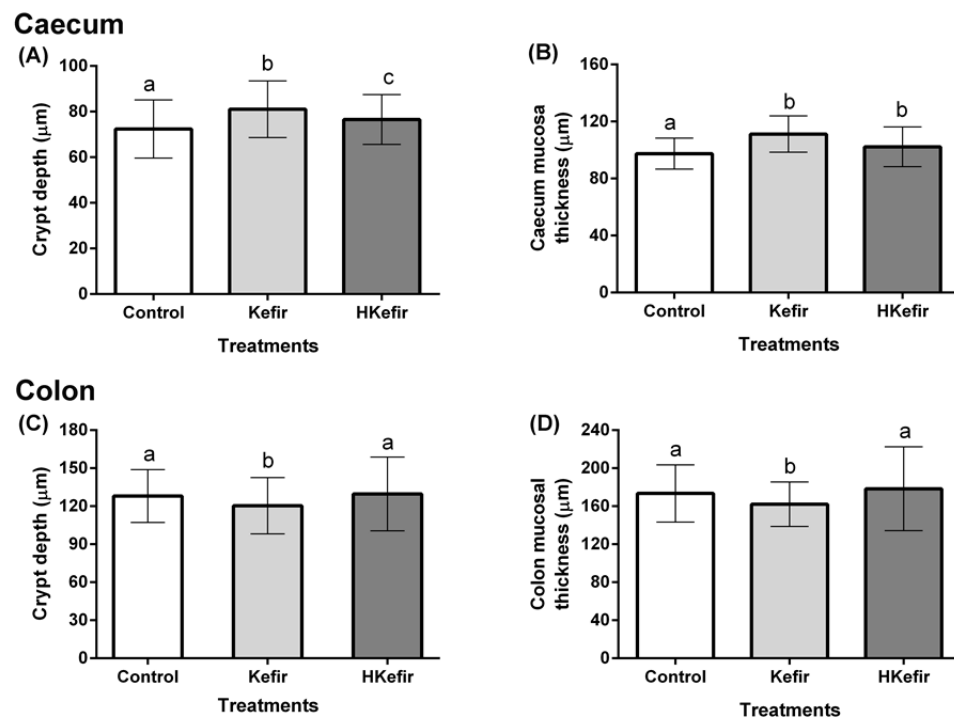 Caecum
(A)
Crypt depth (μm)
100
80
60
40
20
0
a
b
c
Control
Kefir
HKefir
Treatments
(B)
Caecum mucosa
thickness (μm)
160
120
80
40
0
a
b
b
Control
Kefir
HKefir
Treatments
Colon
(C)
Crypt depth (μm)
180
150
120
90
60
30
0
a
b
a
Control
Kefir
HKefir
Treatments
(D)
Colon mucosal
thickness (μm)
240
200
160
120
80
40
0
a
b
a
Control
Kefir
HKefir
Treatments